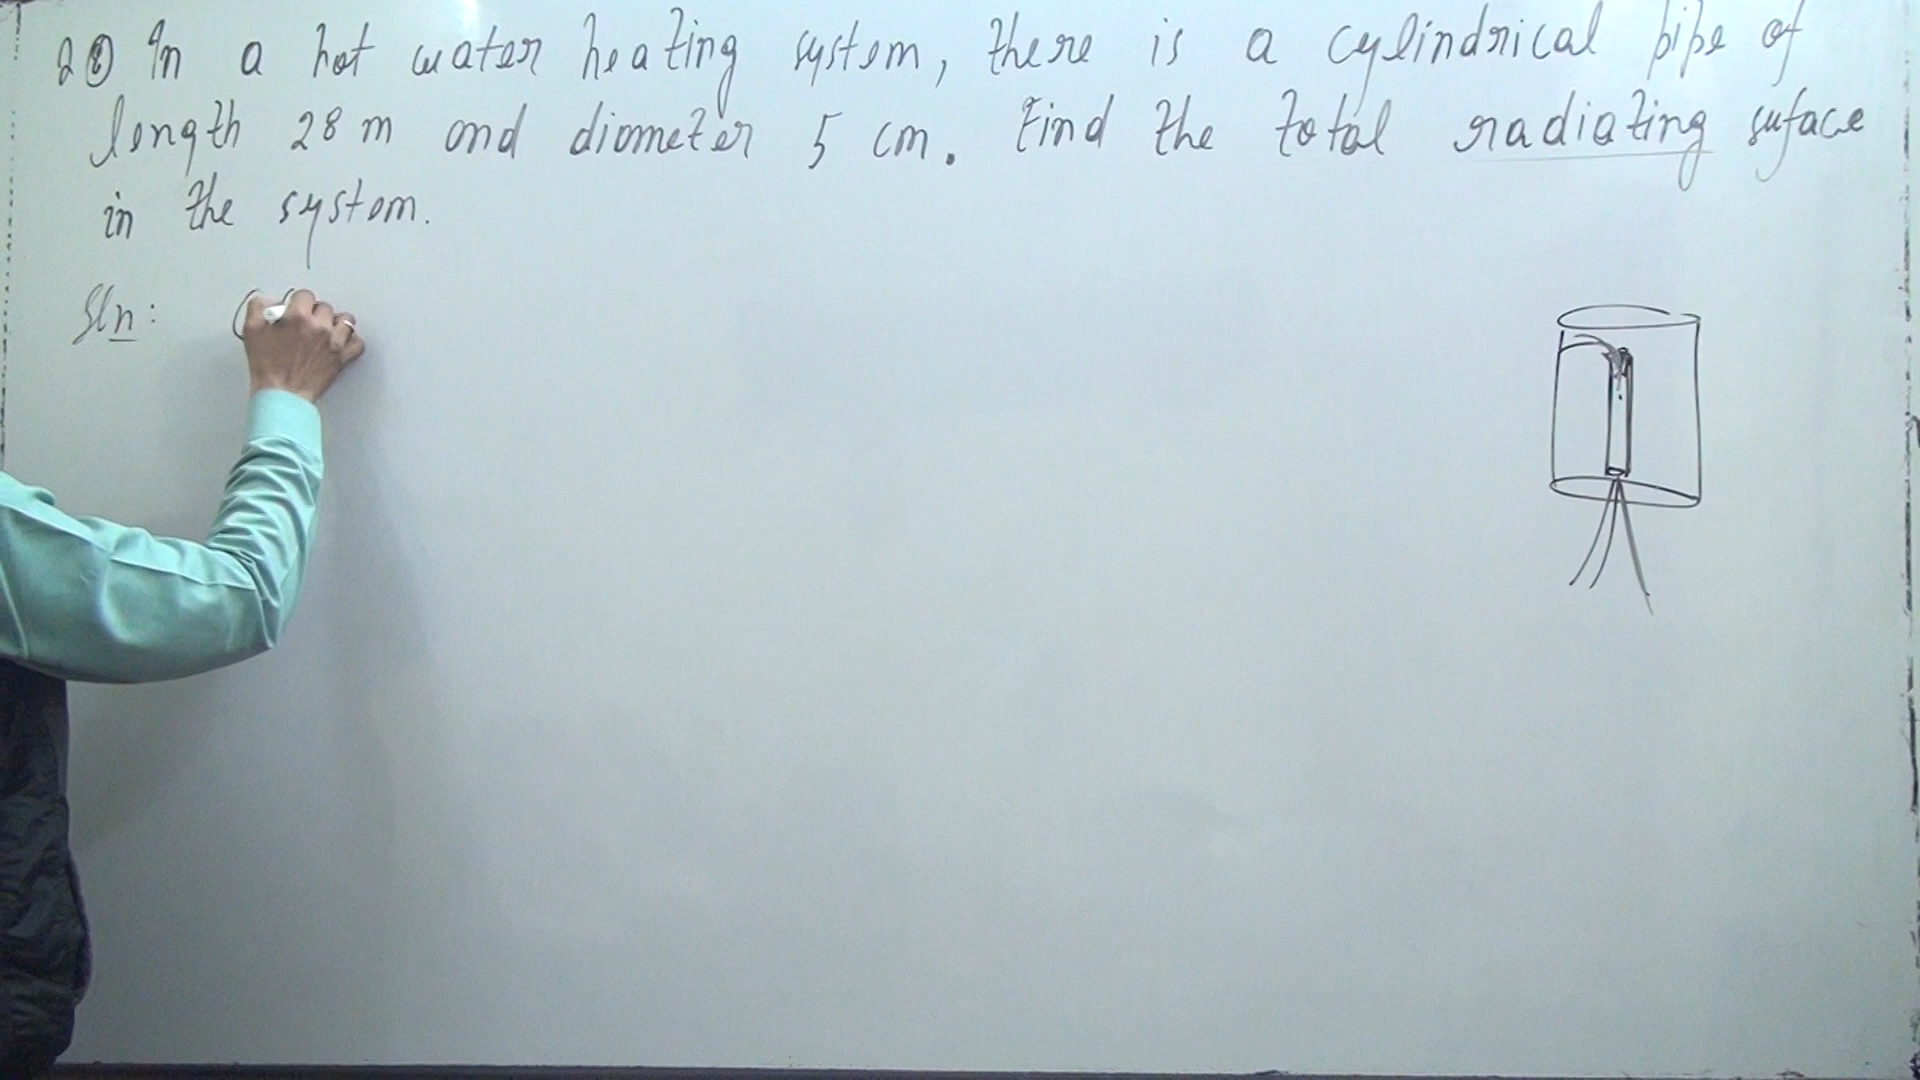 Q⑧ In a hot water heating system, there is a cylindrical pipe of
length 28 m and diameter 5 cm. Find the total radiating suface
in the system.
Sln: